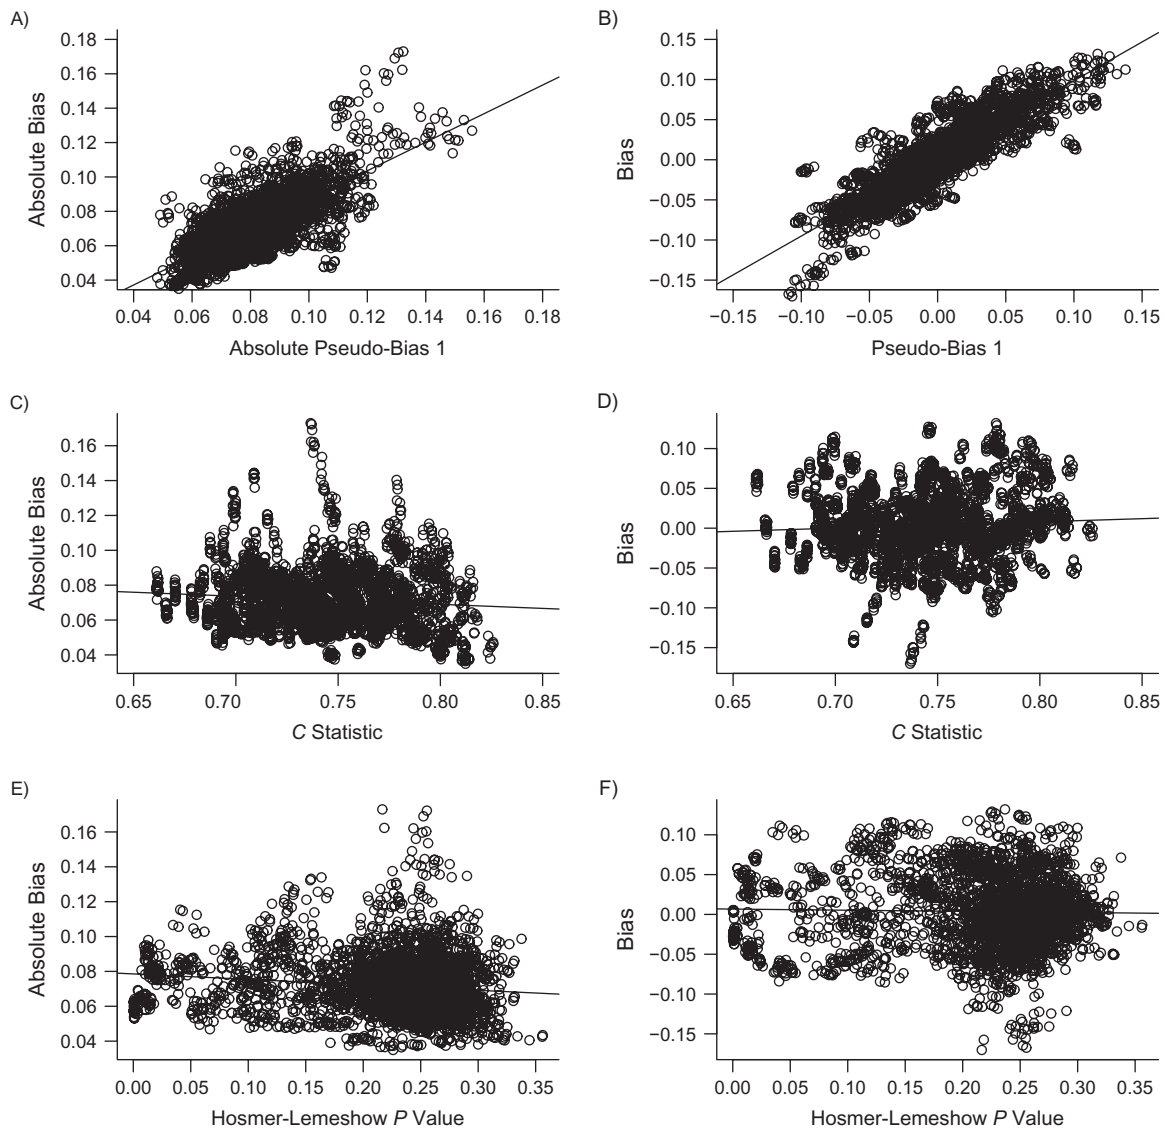 A)
Absolute Bias
0.18
0.16
0.14
0.12
0.10
0.08
0.06
0.04
0.04 0.06 0.08 0.10 0.12 0.14 0.16 0.18
Absolute Pseudo-Bias 1
B)
Bias
0.15
0.10
0.05
0.00
−0.05
−0.10
−0.15
−0.15 −0.10 −0.05 0.00 0.05 0.10 0.15
Pseudo-Bias 1
C)
Absolute Bias
0.16
0.14
0.12
0.10
0.08
0.06
0.04
0.65 0.70 0.75 0.80 0.85
C Statistic
D)
Bias
0.10
0.05
0.00
−0.05
−0.10
−0.15
0.65 0.70 0.75 0.80 0.85
C Statistic
E)
Absolute Bias
0.16
0.14
0.12
0.10
0.08
0.06
0.04
0.00 0.05 0.10 0.15 0.20 0.25 0.30 0.35
Hosmer-Lemeshow P Value
F)
Bias
0.10
0.05
0.00
−0.05
−0.10
−0.15
0.00 0.05 0.10 0.15 0.20 0.25 0.30 0.35
Hosmer-Lemeshow P Value